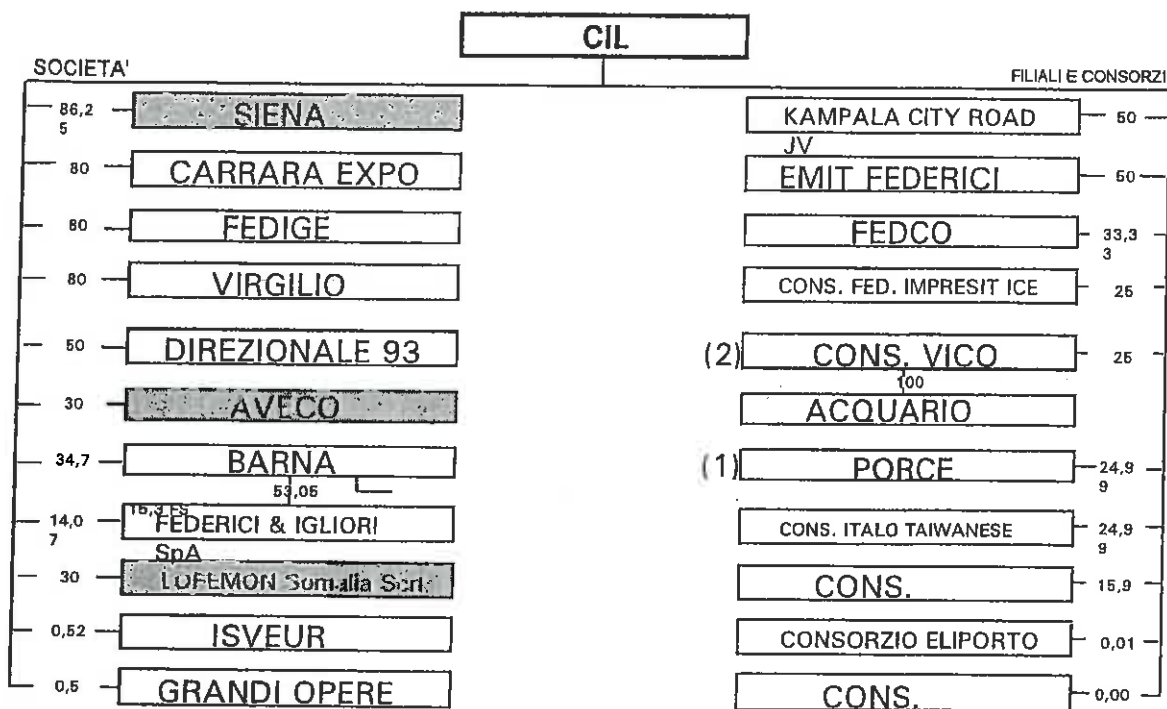 CIL
SOCIETA'
FILIALI E CONSORZI
86,2
5
SIENA
80
CARRARA EXPO
80
FEDIGE
80
VIRGILIO
50
DIREZIONALE 93
30
AVECO
34,7
BARNA
53,05
14,0
7
15,3 FS
FEDERICI & IGLIORI
SpA
30
LOFEMON Somalia Scrl.
0,52
ISVEUR
0,5
GRANDI OPERE
KAMPALA CITY ROAD
50
JV
EMIT FEDERICI
50
FEDCO
33,3
3
CONS. FED. IMPRESIT ICE
25
(2)
CONS. VICO
25
100
ACQUARIO
(1)
PORCE
24,9
9
CONS. ITALO TAIWANESE
24,9
9
CONS.
15,9
CONSORZIO ELIPORTO
0,01
CONS.
0,00